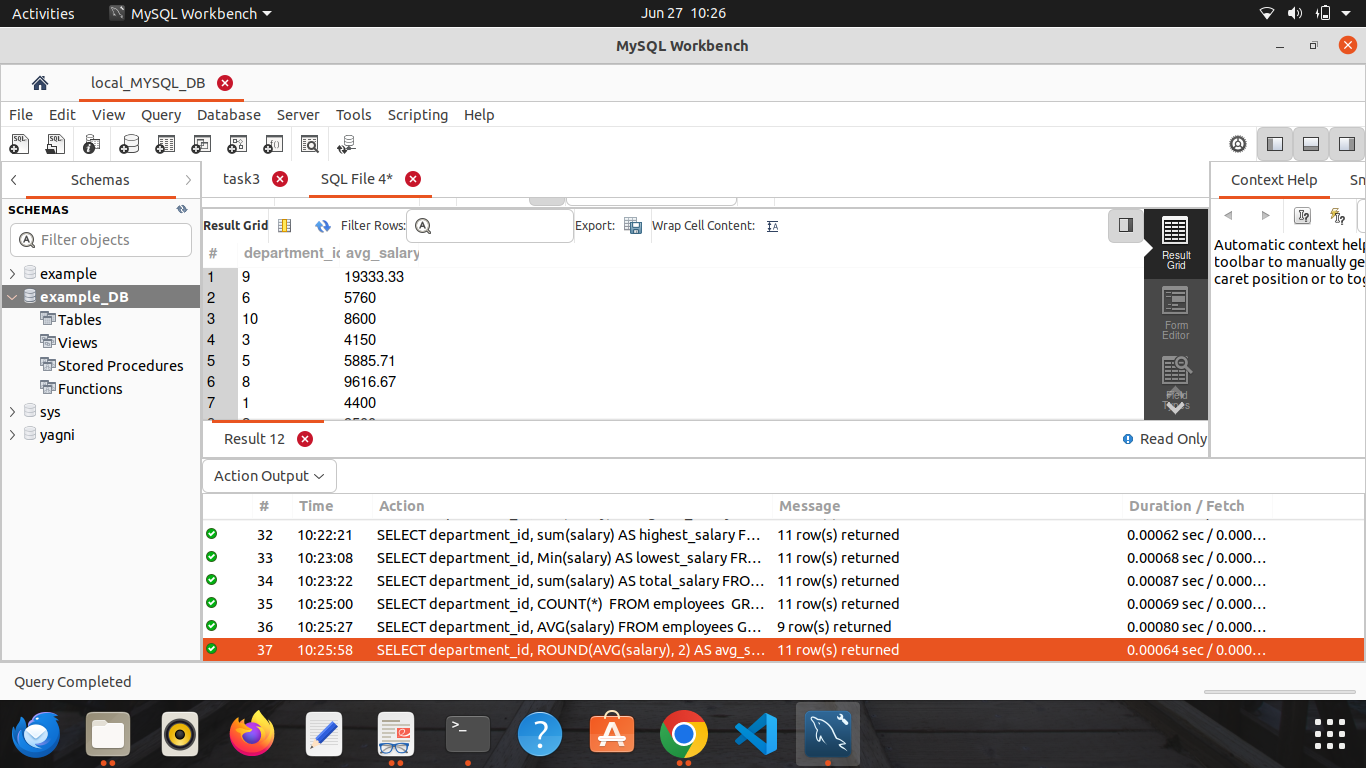 Activities MySQL Workbench Jun 27 10:26
MySQL Workbench
local_MYSQL_DB
File Edit View Query Database Server Tools Scripting Help
Schemas task3 SQL File 4* Context Help Sn
SCHEMAS
Filter objects
example
example_DB
Tables
Views
Stored Procedures
Functions
sys
yagni
Result Grid Filter Rows: Export: Wrap Cell Content:
# department_id avg_salary
1 9 19333.33
2 6 5760
3 10 8600
4 3 4150
5 5 5885.71
6 8 9616.67
7 1 4400
Result Grid
Form Editor
Field
Automatic context help
toolbar to manually ge
caret position or to tog
Result 12 Read Only
Action Output
# Time Action Message Duration / Fetch
32 10:22:21 SELECT department_id, sum(salary) AS highest_salary F... 11 row(s) returned 0.00062 sec / 0.000...
33 10:23:08 SELECT department_id, Min(salary) AS lowest_salary FR... 11 row(s) returned 0.00068 sec / 0.000...
34 10:23:22 SELECT department_id, sum(salary) AS total_salary FRO... 11 row(s) returned 0.00087 sec / 0.000...
35 10:25:00 SELECT department_id, COUNT(*) FROM employees GR... 11 row(s) returned 0.00069 sec / 0.000...
36 10:25:27 SELECT department_id, AVG(salary) FROM employees G... 9 row(s) returned 0.00080 sec / 0.000...
37 10:25:58 SELECT department_id, ROUND(AVG(salary), 2) AS avg_s... 11 row(s) returned 0.00064 sec / 0.000...
Query Completed